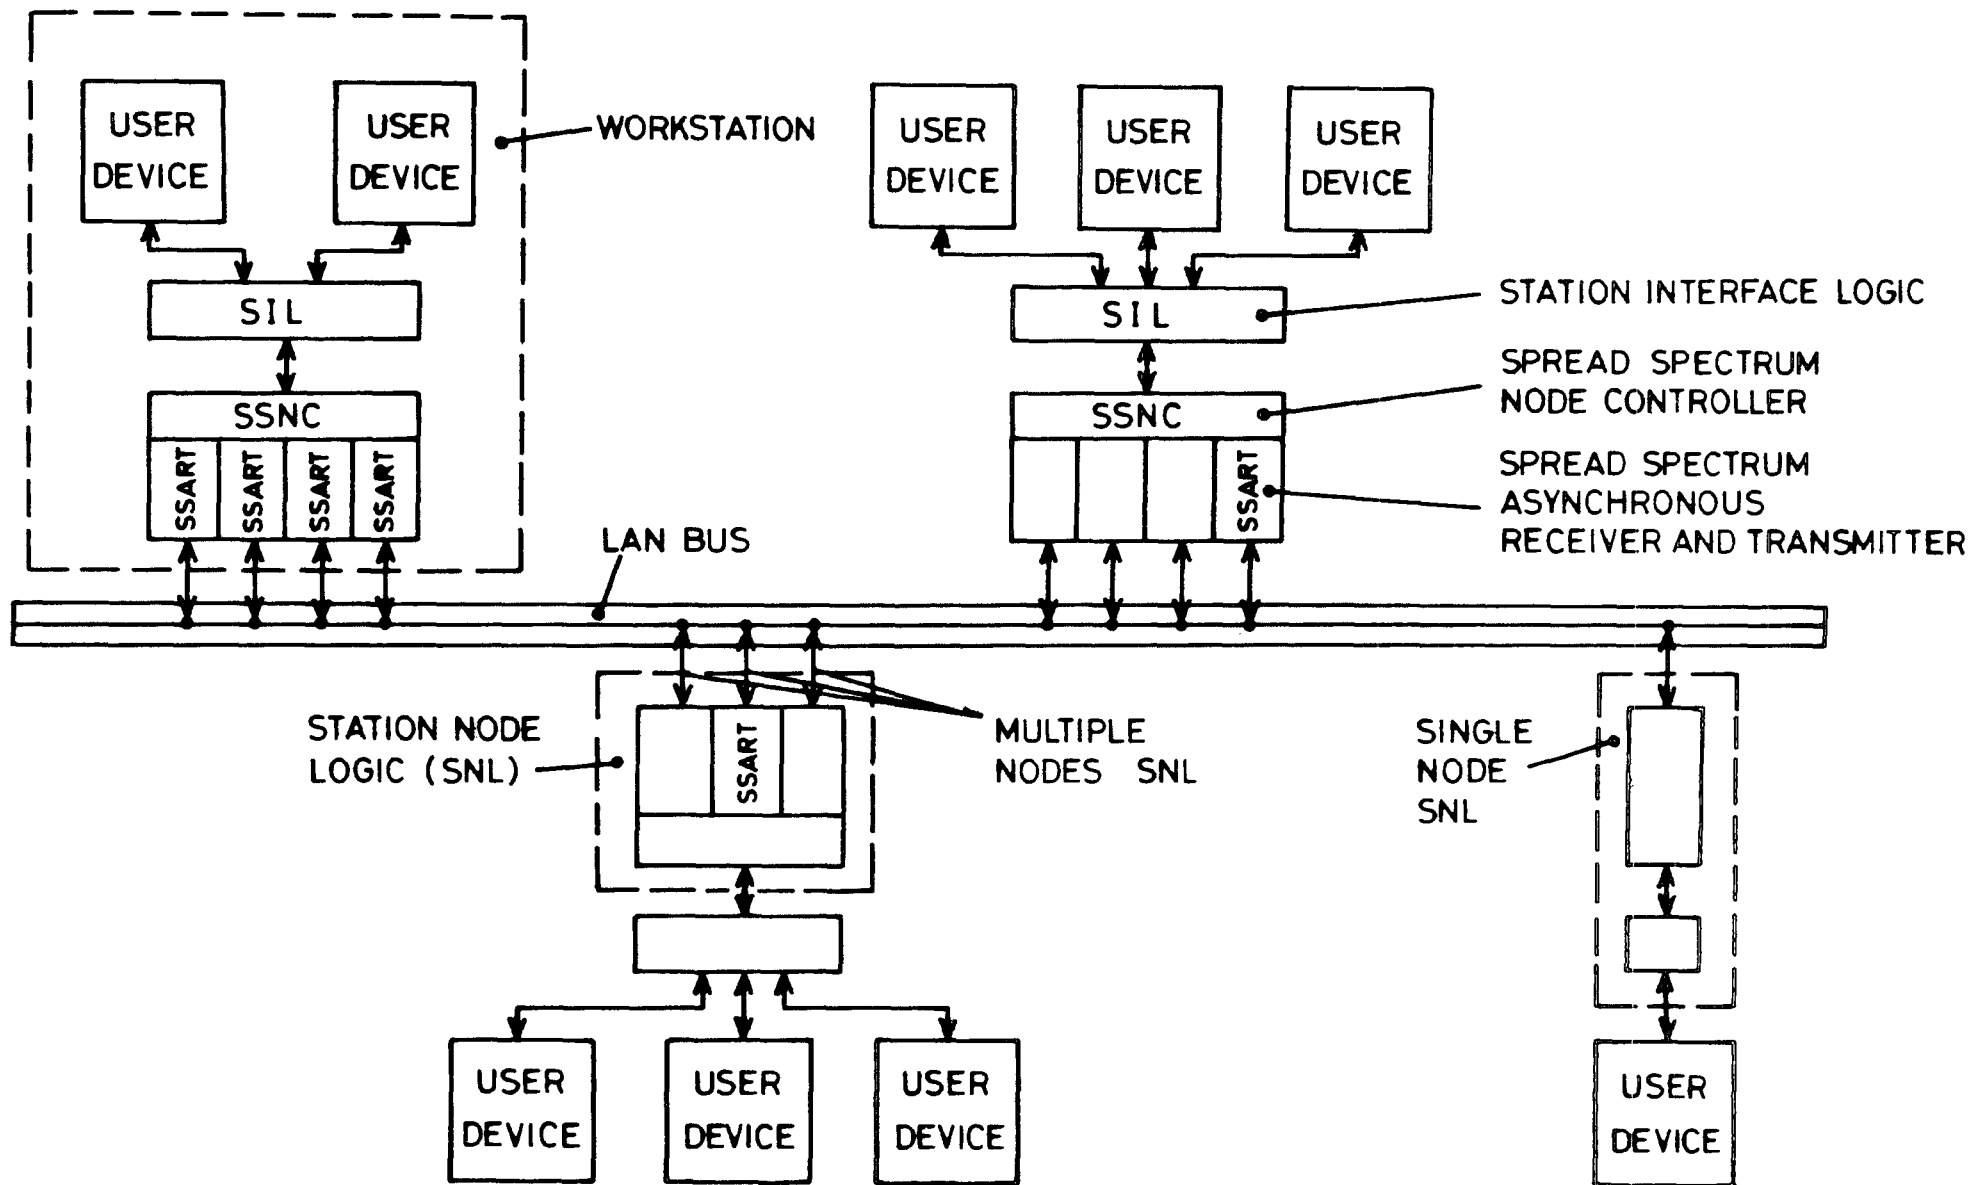 USER
DEVICE
USER
DEVICE
WORKSTATION
USER
DEVICE
USER
DEVICE
USER
DEVICE
SIL
SIL
STATION INTERFACE LOGIC
SSNC
SSNC
SPREAD SPECTRUM
NODE CONTROLLER
SSART
SSART
SSART
SSART
SSART
SPREAD SPECTRUM
ASYNCHRONOUS
RECEIVER AND TRANSMITTER
LAN BUS
STATION NODE
LOGIC (SNL)
SSART
MULTIPLE
NODES SNL
SINGLE
NODE
SNL
USER
DEVICE
USER
DEVICE
USER
DEVICE
USER
DEVICE